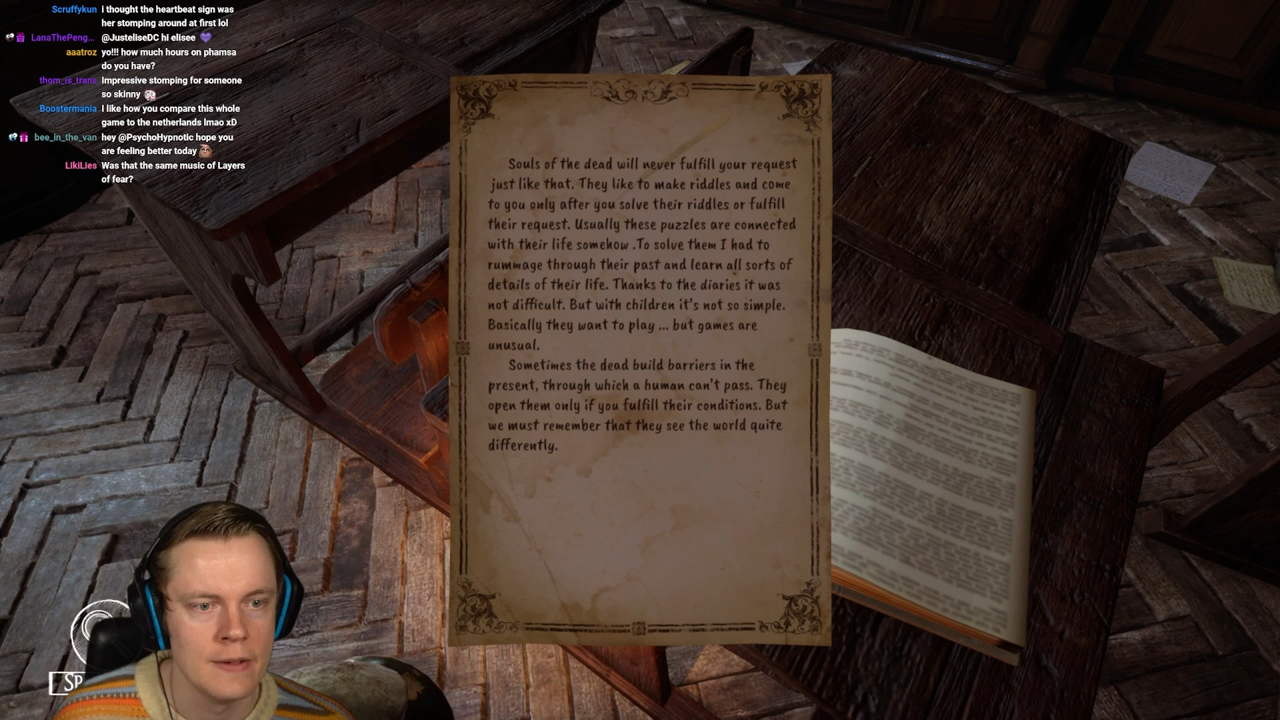 Scruffykun i thought the heartbeat sign was
her stomping around at first lol
LanaThePeng... @JusteliseDC hi elisee
aaatroz yo!!! how much hours on phamsa
do you have?
thom_is_trans Impressive stomping for someone
so skinny
Boostermania I like how you compare this whole
game to the netherlands lmao xD
bee_in_the_van hey @PsychoHypnotic hope you
are feeling better today
LikiLies Was that the same music of Layers
of fear?
Souls of the dead will never fulfill your request
just like that. They like to make riddles and come
to you only after you solve their riddles or fulfill
their request. Usually these puzzles are connected
with their life somehow .To solve them I had to
rummage through their past and learn all sorts of
details of their life. Thanks to the diaries it was
not difficult. But with children it's not so simple.
Basically they want to play ... but games are
unusual.
Sometimes the dead build barriers in the
present, through which a human can't pass. They
open them only if you fulfill their conditions. But
we must remember that they see the world quite
differently.